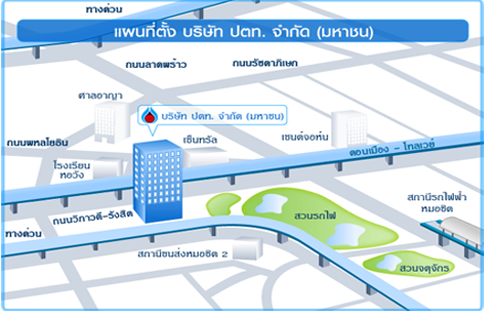 ทางด่วน
แผนที่ตั้ง บริษัท ปตท. จำกัด (มหาชน)
ถนนลาดพร้าว
ถนนรัชดาภิเษก
ศาลอาญา
บริษัท ปตท. จำกัด (มหาชน)
ถนนพหลโยธิน
เซ็นทรัล
เซนต์จอห์น
ดอนเมือง - โทลเวย์
โรงเรียน
หอวัง
สถานีรถไฟฟ้า
หมอชิต
ถนนวิภาวดี-รังสิต
สวนรถไฟ
ทางด่วน
สถานีขนส่งหมอชิต 2
สวนจตุจักร